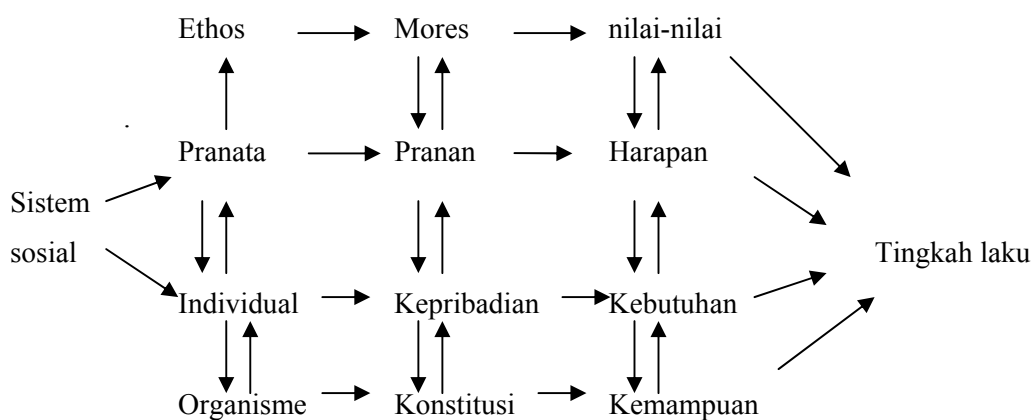 Ethos Mores nilai-nilai
Pranata Pranan Harapan
Sistem
sosial Tingkah laku
Individual Kepribadian Kebutuhan
Organisme Konstitusi Kemampuan